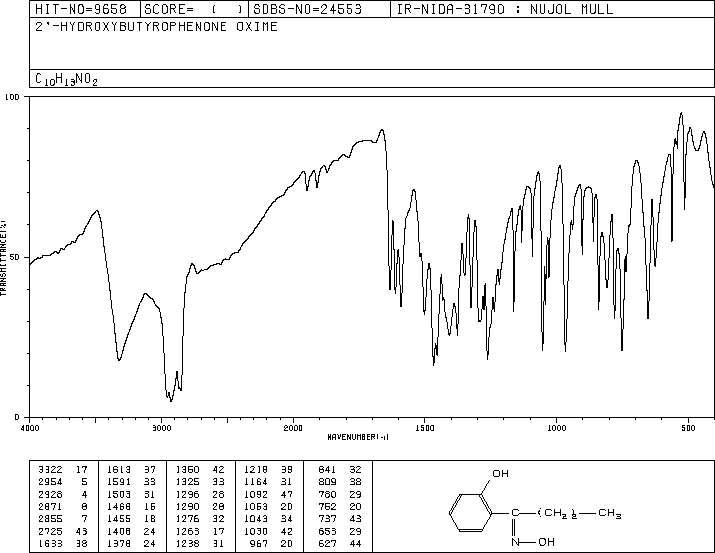 HIT-NO=9658 SCORE= ( ) SDBS-NO=24553 IR-NIDA-31790 : NUJOL MULL
2'-HYDROXYBUTYROPHENONE OXIME
C10H13NO2
100
TRANSMITTANCE(%)
50
0
4000 3000 2000 1500 1000 500
WAVENUMBER(-1)
3322 17 1613 37 1350 42 1218 39 841 32
2954 5 1591 33 1325 33 1164 31 809 38
2928 4 1503 31 1296 28 1092 47 780 29
2871 8 1468 15 1290 28 1053 20 752 20
2855 7 1455 18 1276 32 1043 34 737 43
2725 43 1408 24 1263 17 1030 42 653 29
1633 38 1378 24 1238 31 967 20 627 44
OH
C (CH2)2 CH3
N OH